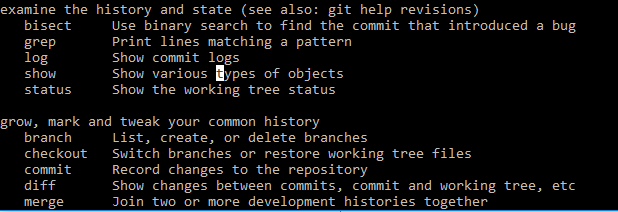 examine the history and state (see also: git help revisions)
   bisect     Use binary search to find the commit that introduced a bug
   grep       Print lines matching a pattern
   log        Show commit logs
   show       Show various types of objects
   status     Show the working tree status

grow, mark and tweak your common history
   branch     List, create, or delete branches
   checkout   Switch branches or restore working tree files
   commit     Record changes to the repository
   diff       Show changes between commits, commit and working tree, etc
   merge      Join two or more development histories together